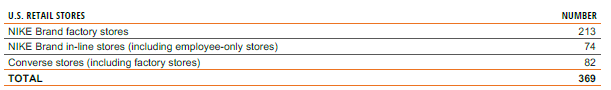 U.S. RETAIL STORES NUMBER
NIKE Brand factory stores 213
NIKE Brand in-line stores (including employee-only stores) 74
Converse stores (including factory stores) 82
TOTAL 369